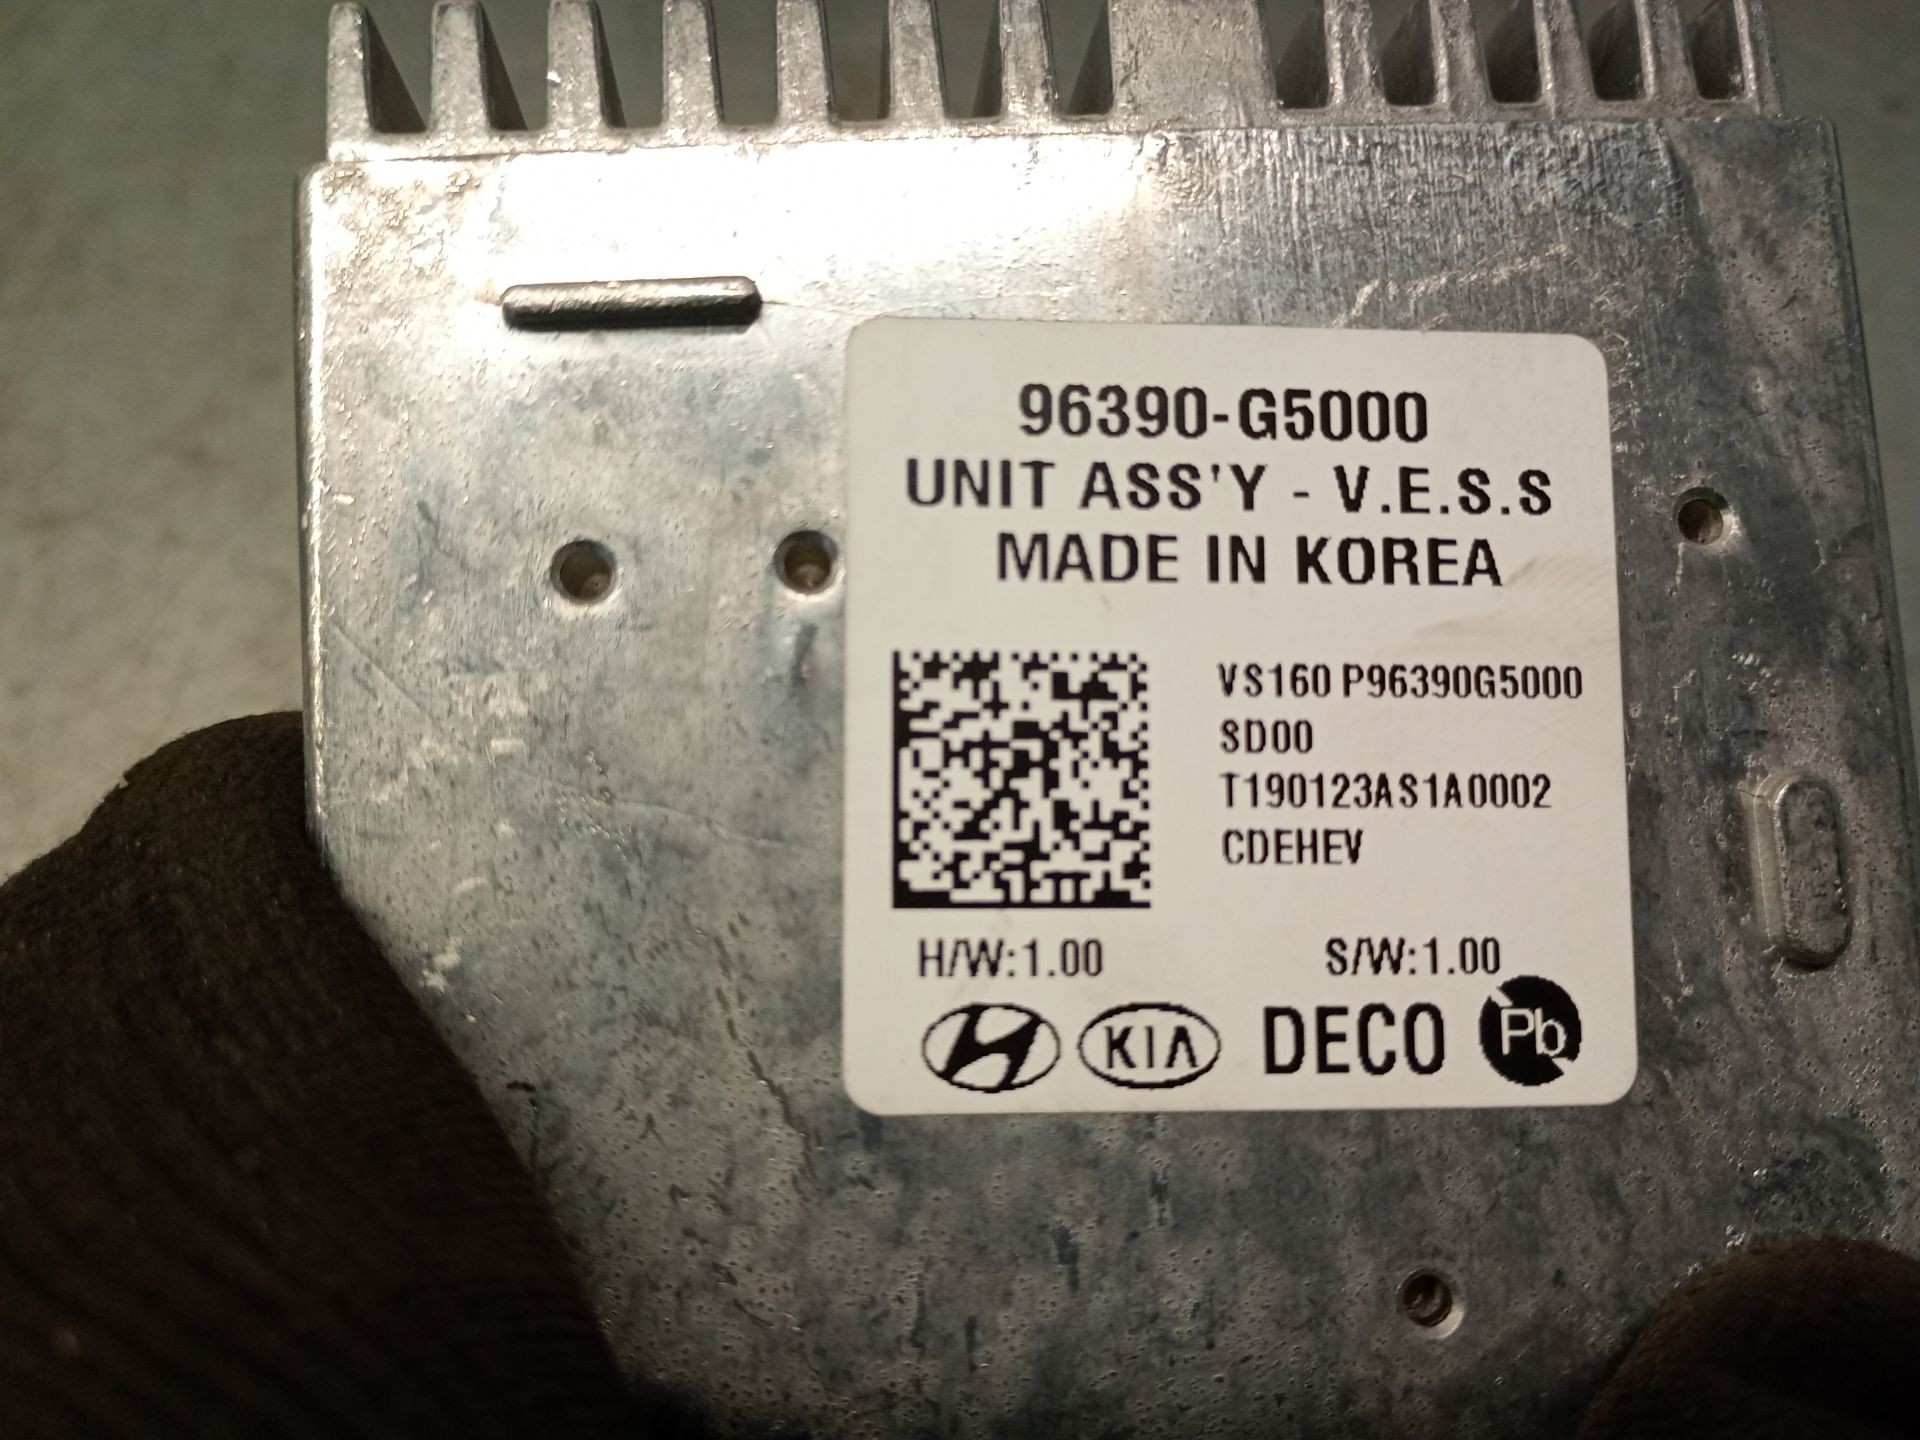 96390-G5000
UNIT ASS'Y - V.E.S.S
MADE IN KOREA
VS160 P96390G5000
SD00
T190123AS1A0002
CDEHEV
H/W:1.00 S/W:1.00
KIA DECO Pb